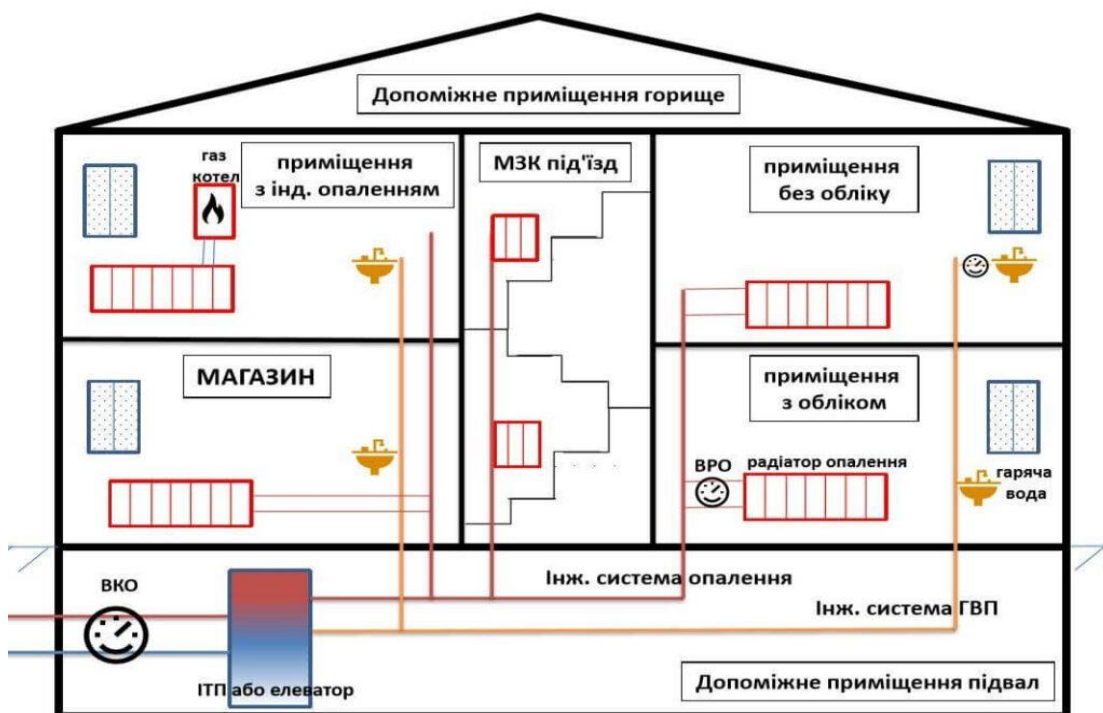 Допоміжне приміщення горище
газ
котел
приміщення
з інд. опаленням
МЗК під'їзд
приміщення
без обліку
МАГАЗИН
приміщення
з обліком
ВРО
радіатор опалення
гаряча
вода
ВКО
Інж. система опалення
Інж. система ГВП
ІТП або елеватор
Допоміжне приміщення підвал